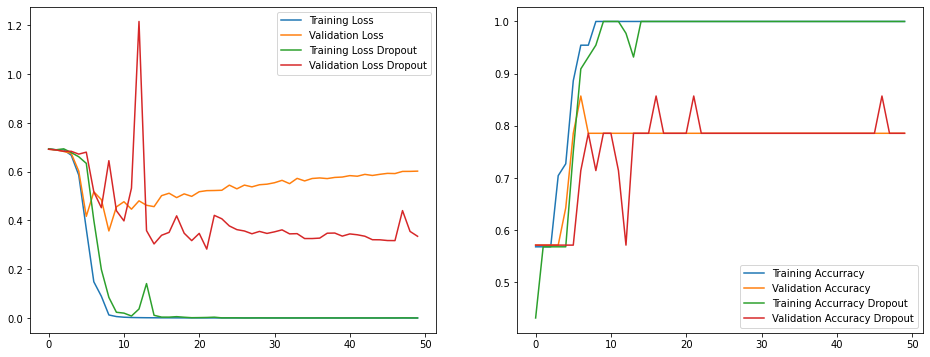 1.2
1.0
0.8
0.6
0.4
0.2
0.0
0 10 20 30 40 50
Training Loss
Validation Loss
Training Loss Dropout
Validation Loss Dropout
1.0
0.9
0.8
0.7
0.6
0.5
0 10 20 30 40 50
Training Accurracy
Validation Accuracy
Training Accurracy Dropout
Validation Accuracy Dropout